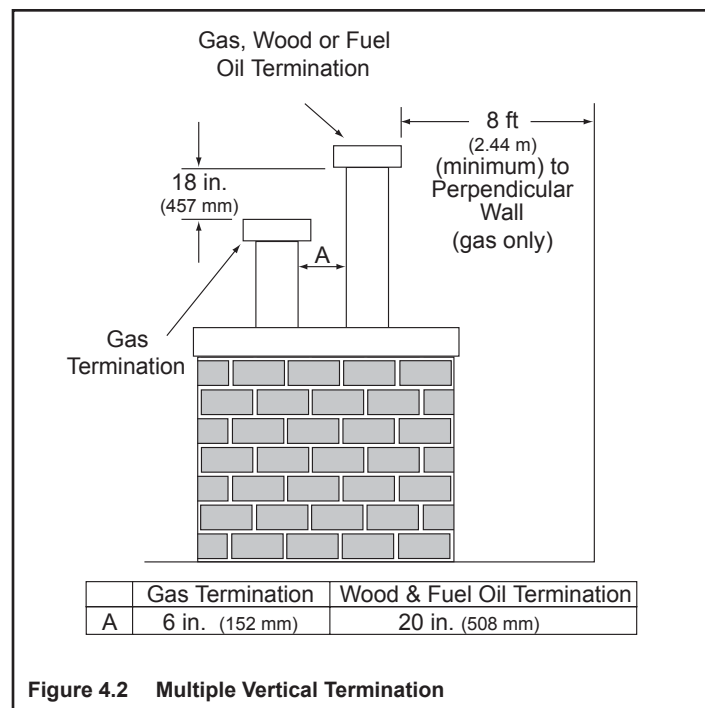 Gas, Wood or Fuel
Oil Termination
8 ft
(2.44 m)
(minimum) to
Perpendicular
Wall
(gas only)
18 in.
(457 mm)
A
Gas
Termination
Gas Termination Wood & Fuel Oil Termination
A 6 in. (152 mm) 20 in. (508 mm)
Figure 4.2 Multiple Vertical Termination